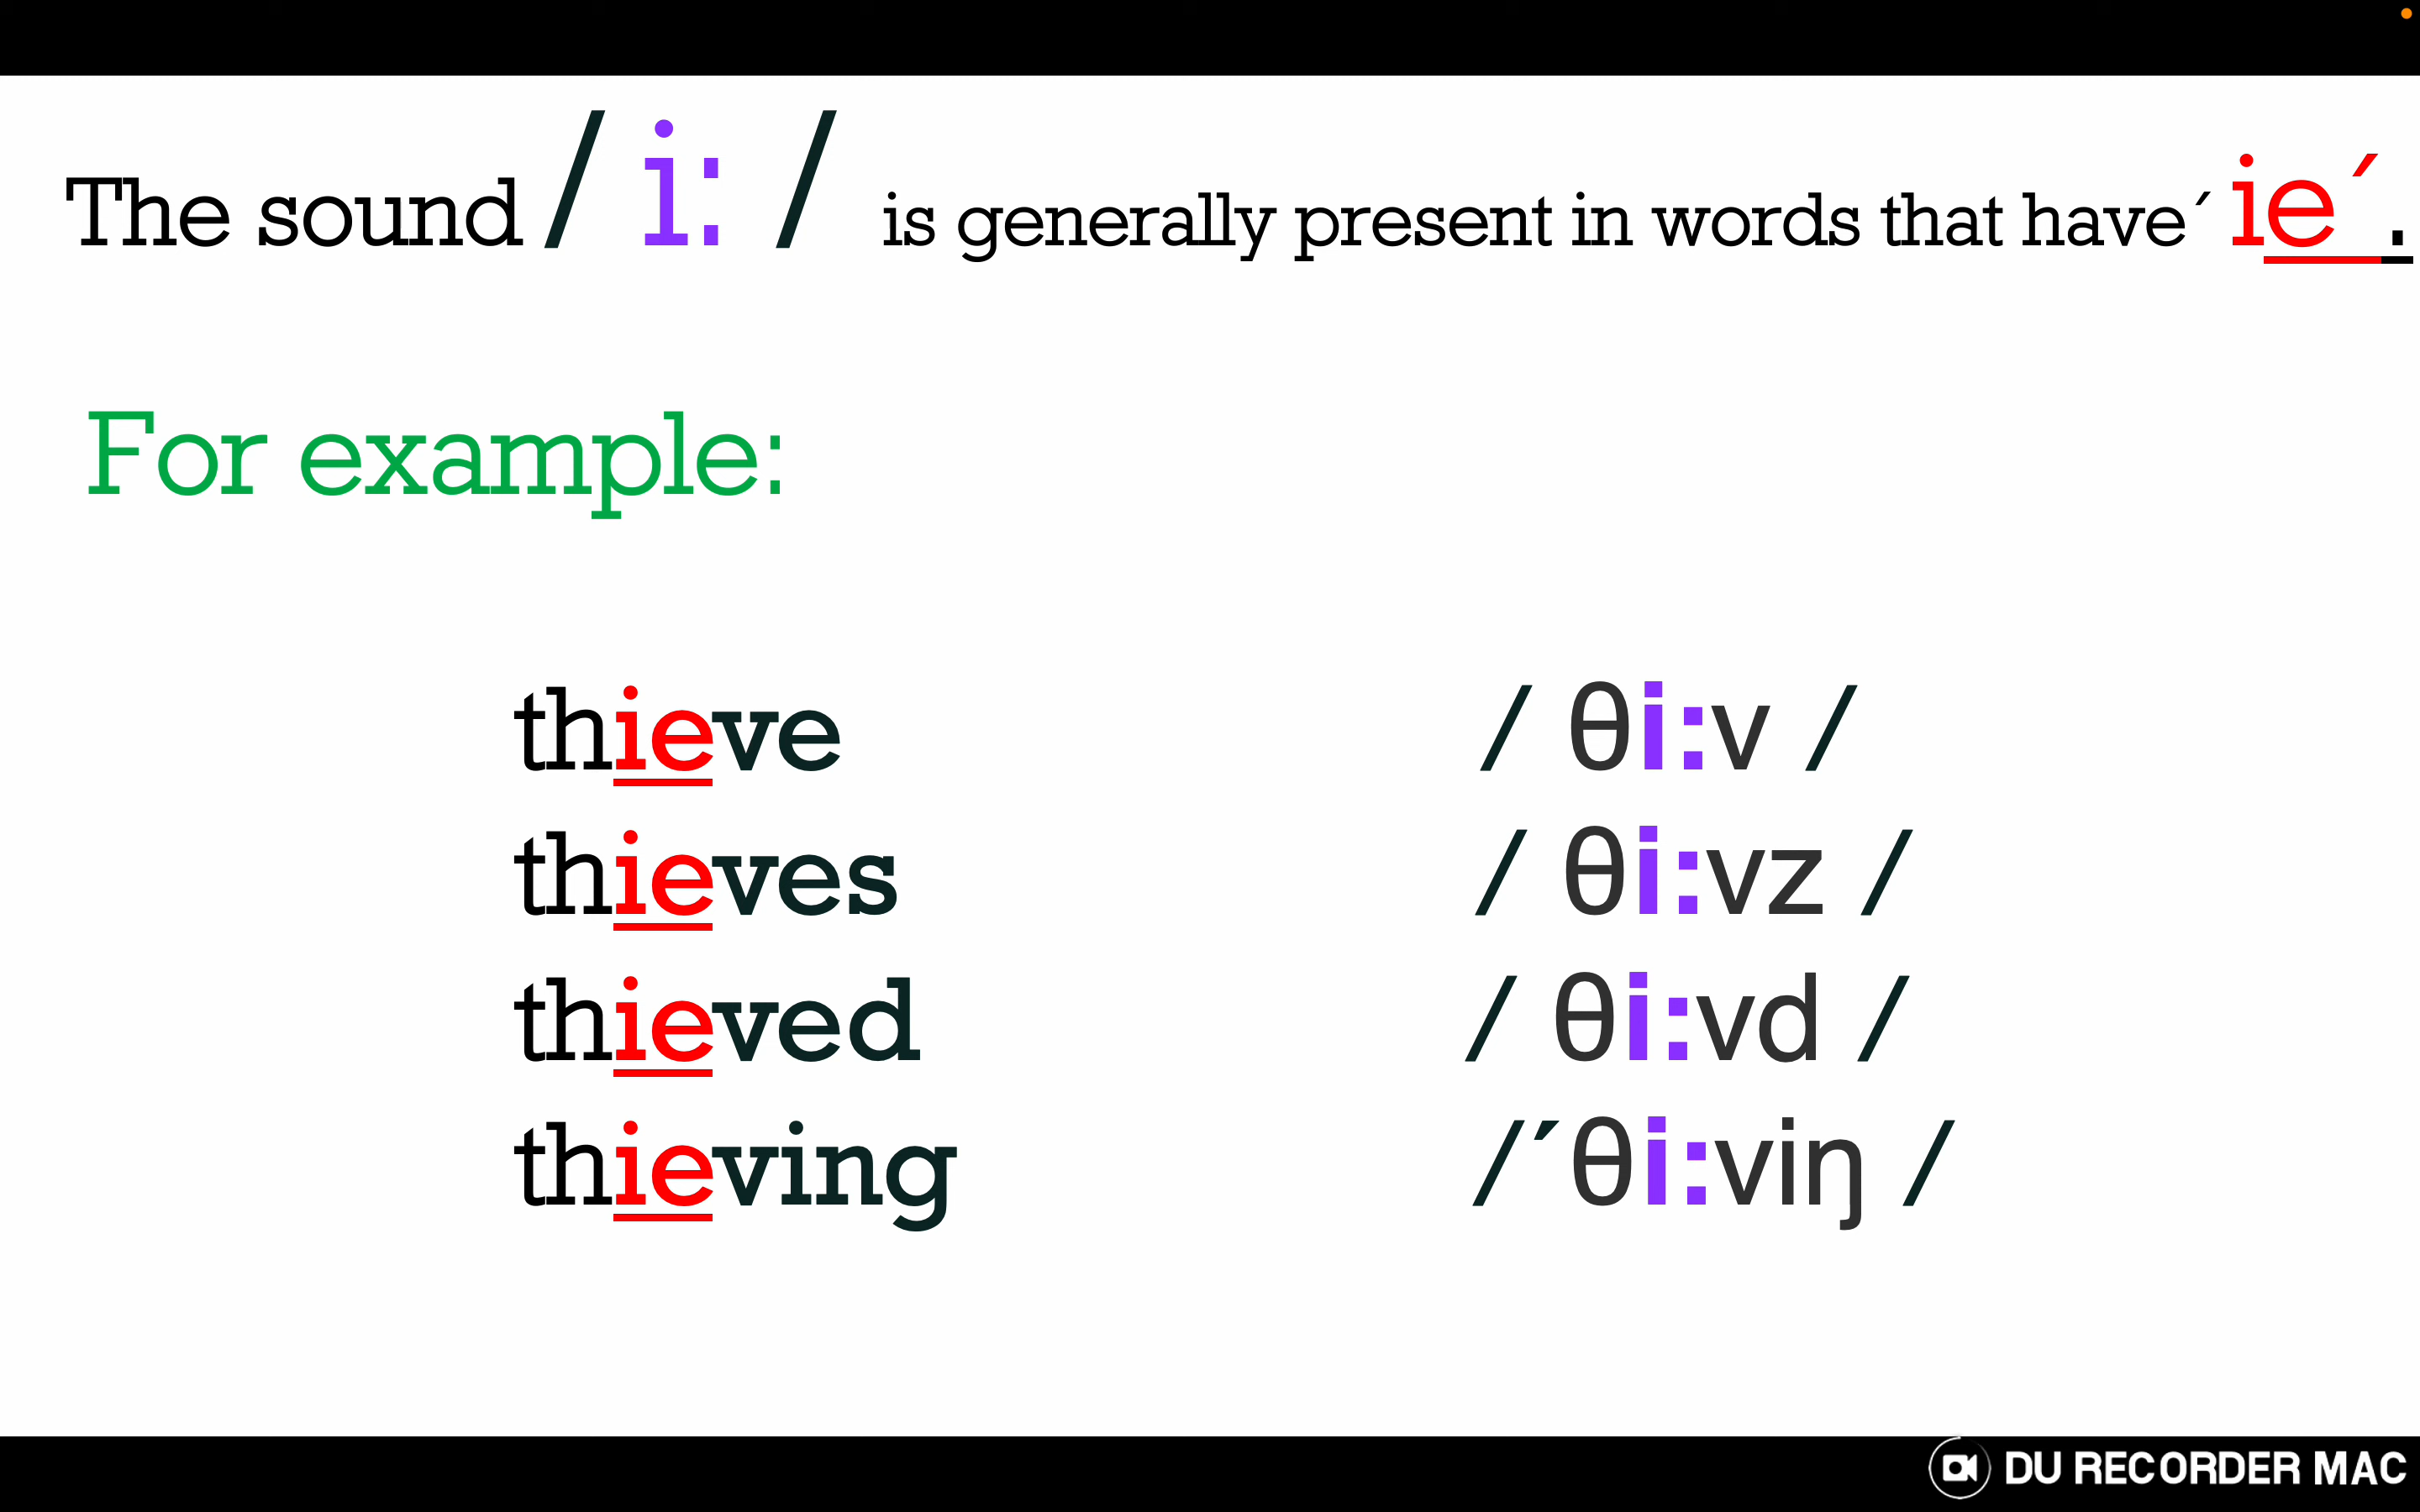 The sound / i: / is generally present in words that have ´ie´.
For example:
thieve / θi:v /
thieves / θi:vz /
thieved / θi:vd /
thieving /´θi:viŋ /
DU RECORDER MAC